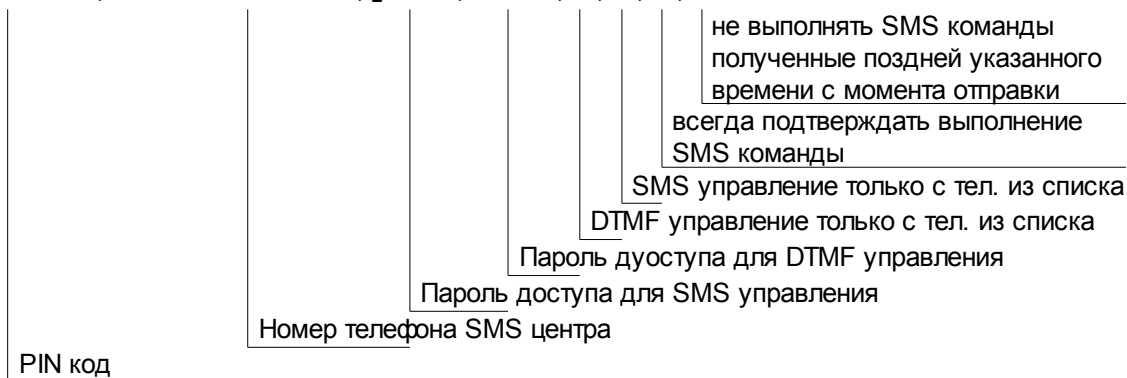 не выполнять SMS команды
полученные поздней указанного
времени с момента отправки
всегда подтверждать выполнение
SMS команды
SMS управление только с тел. из списка
DTMF управление только с тел. из списка
Пароль дуоступа для DTMF управления
Пароль доступа для SMS управления
Номер телефона SMS центра
PIN код